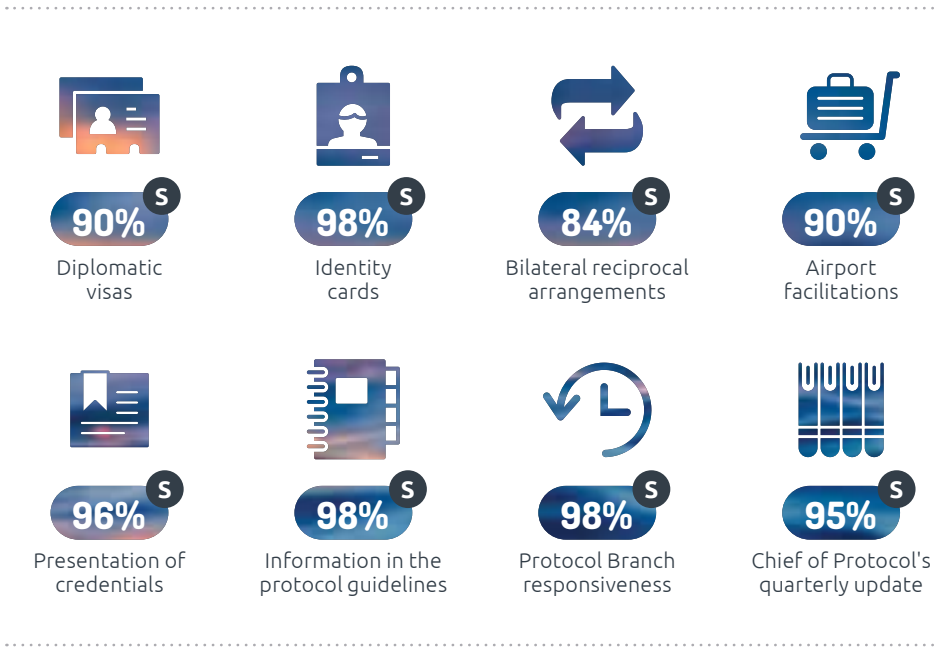 S S S S
90% 98% 84% 90%
Diplomatic Identity Bilateral reciprocal Airport
visas cards arrangements facilitations
S S S S
96% 98% 98% 95%
Presentation of Information in the Protocol Branch Chief of Protocol's
credentials protocol guidelines responsiveness quarterly update